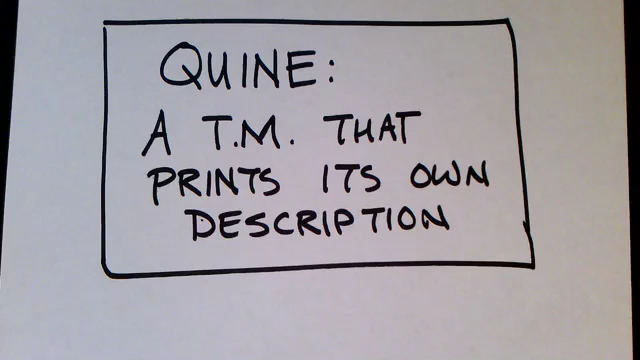 QUINE:
A T.M. THAT
PRINTS ITS OWN
DESCRIPTION